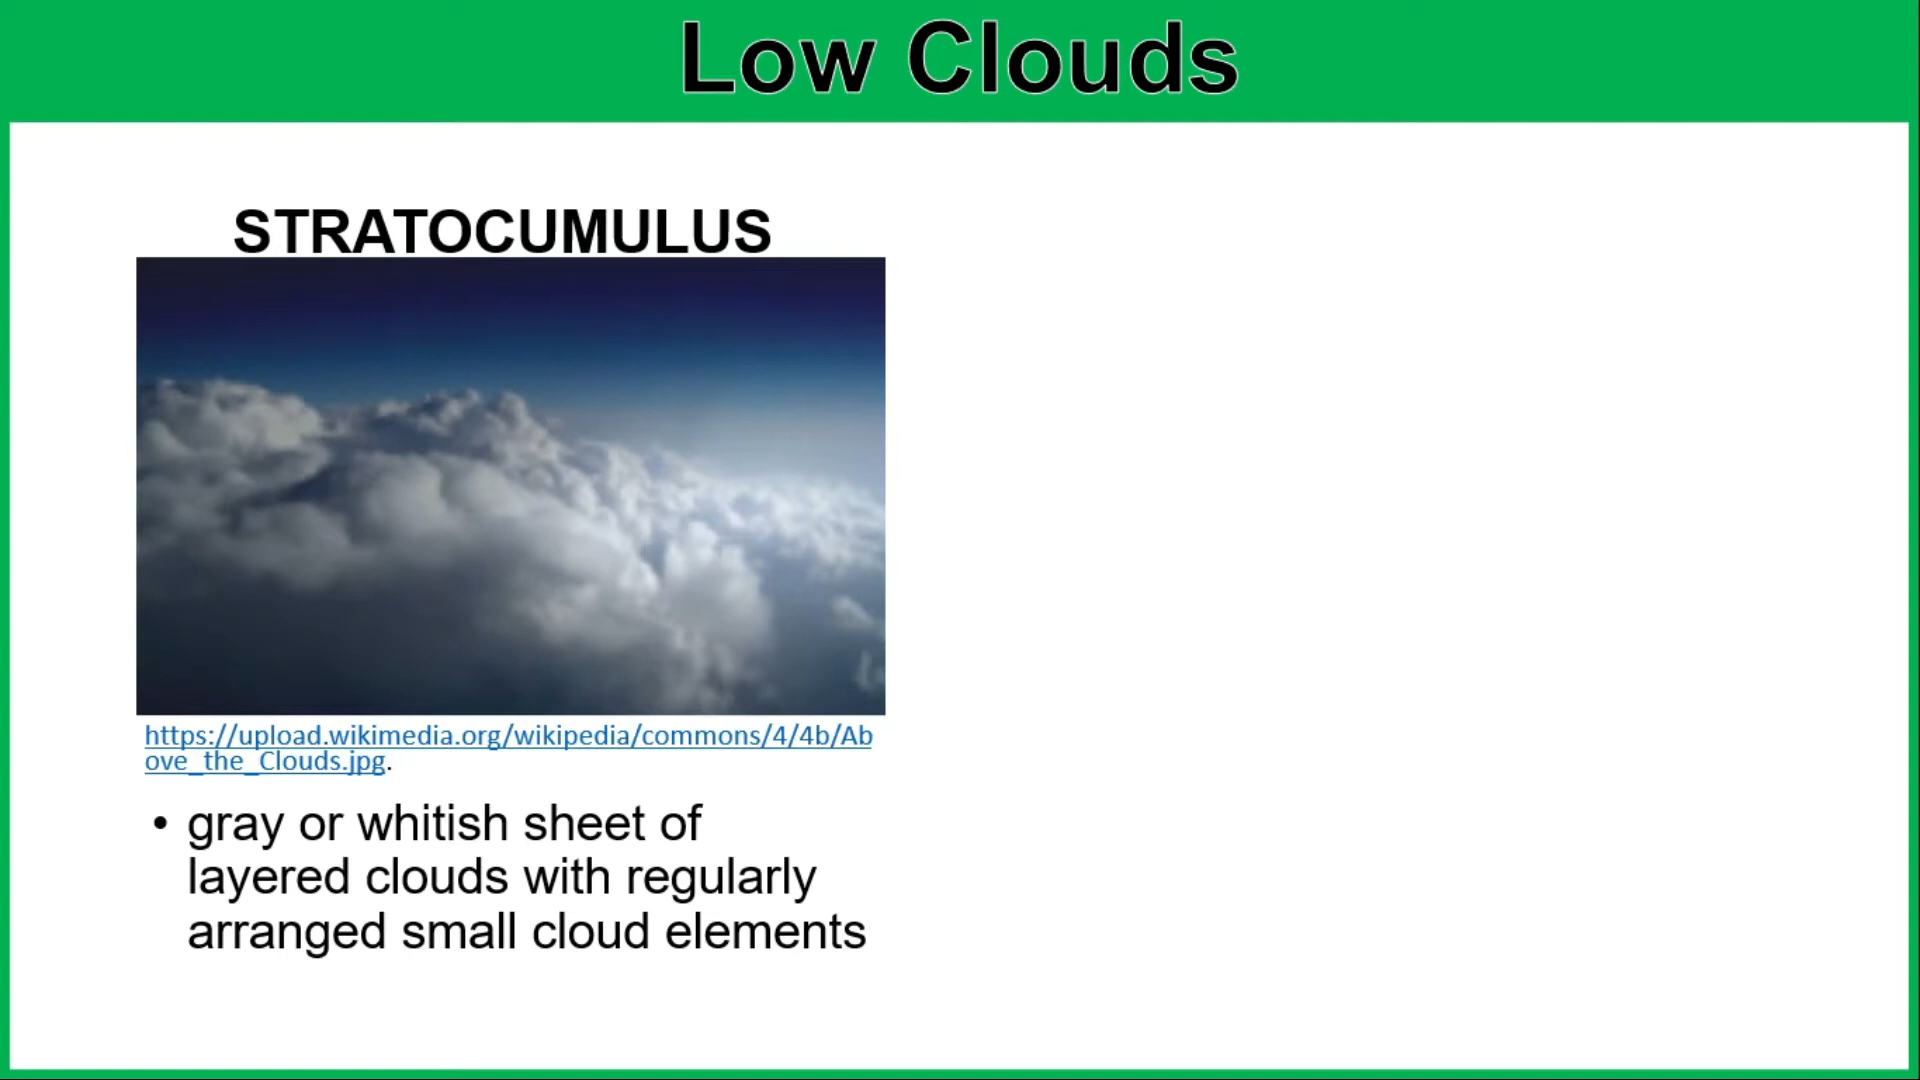 Low Clouds
STRATOCUMULUS
https://upload.wikimedia.org/wikipedia/commons/4/4b/Ab
ove_the_Clouds.jpg.
• gray or whitish sheet of
layered clouds with regularly
arranged small cloud elements